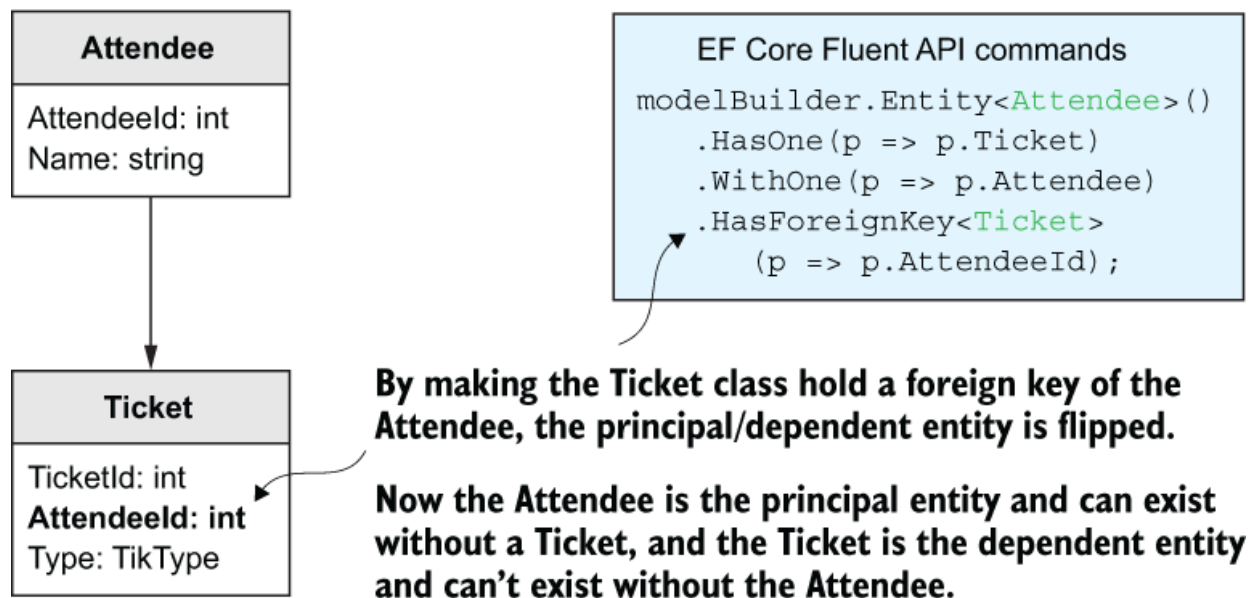 Attendee
AttendeeId: int
Name: string
EF Core Fluent API commands
modelBuilder.Entity<Attendee>()
.HasOne(p => p.Ticket)
.WithOne(p => p.Attendee)
.HasForeignKey<Ticket>
(p => p.AttendeeId);
Ticket
TicketId: int
AttendeeId: int
Type: TikType
By making the Ticket class hold a foreign key of the
Attendee, the principal/dependent entity is flipped.
Now the Attendee is the principal entity and can exist
without a Ticket, and the Ticket is the dependent entity
and can’t exist without the Attendee.